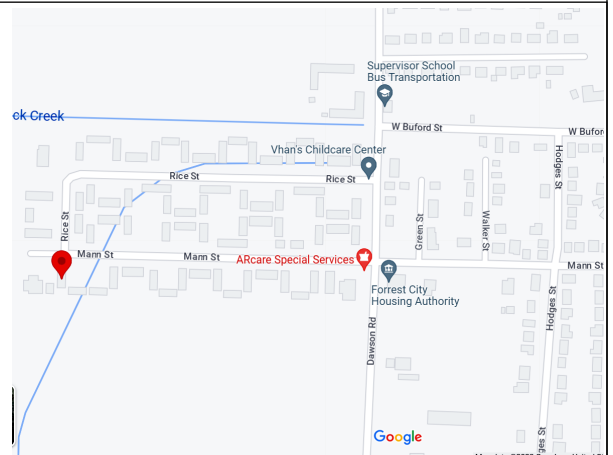 Supervisor School
Bus Transportation
ck Creek
W Buford St
W Bufor
Vhan's Childcare Center
Hodges St
Rice St
Rice St
Rice St
Green St
Walker St
Mann St
Mann St
ARcare Special Services
Mann St
Forrest City
Housing Authority
Hodges St
Dawson Rd
Google
ges St